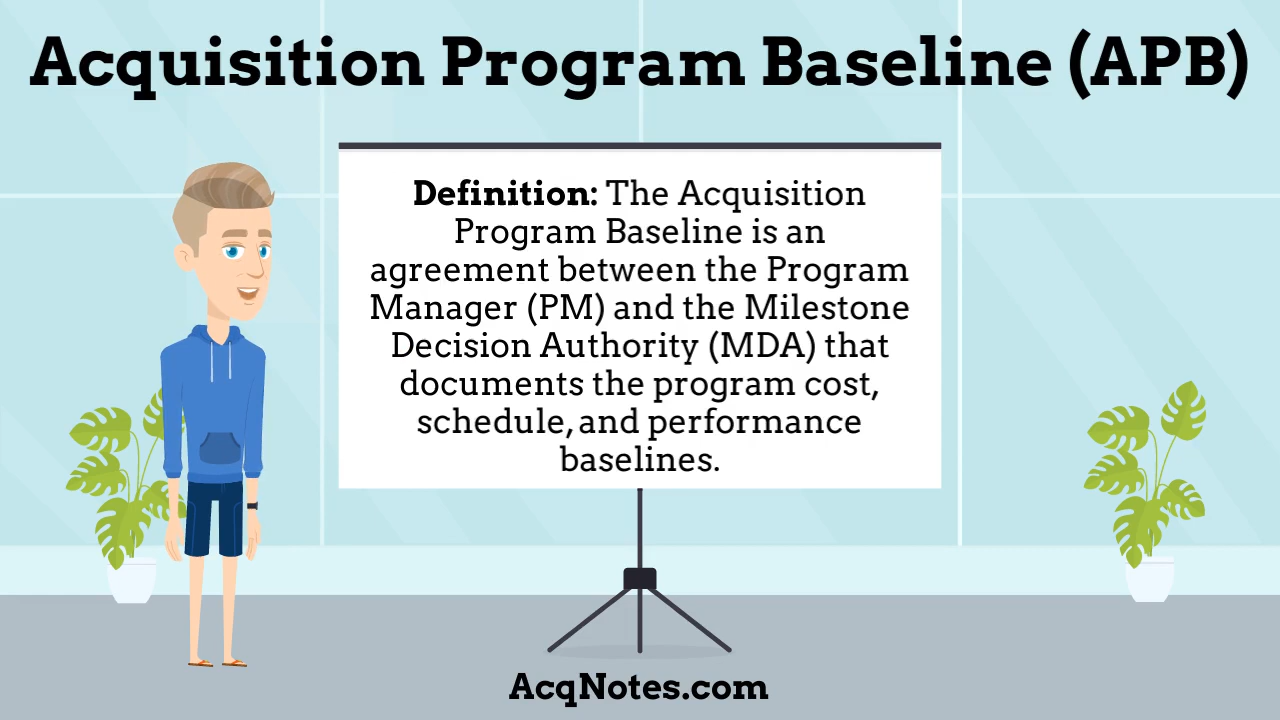 Acquisition Program Baseline (APB)
Definition: The Acquisition
Program Baseline is an
agreement between the Program
Manager (PM) and the Milestone
Decision Authority (MDA) that
documents the program cost,
schedule, and performance
baselines.
AcqNotes.com